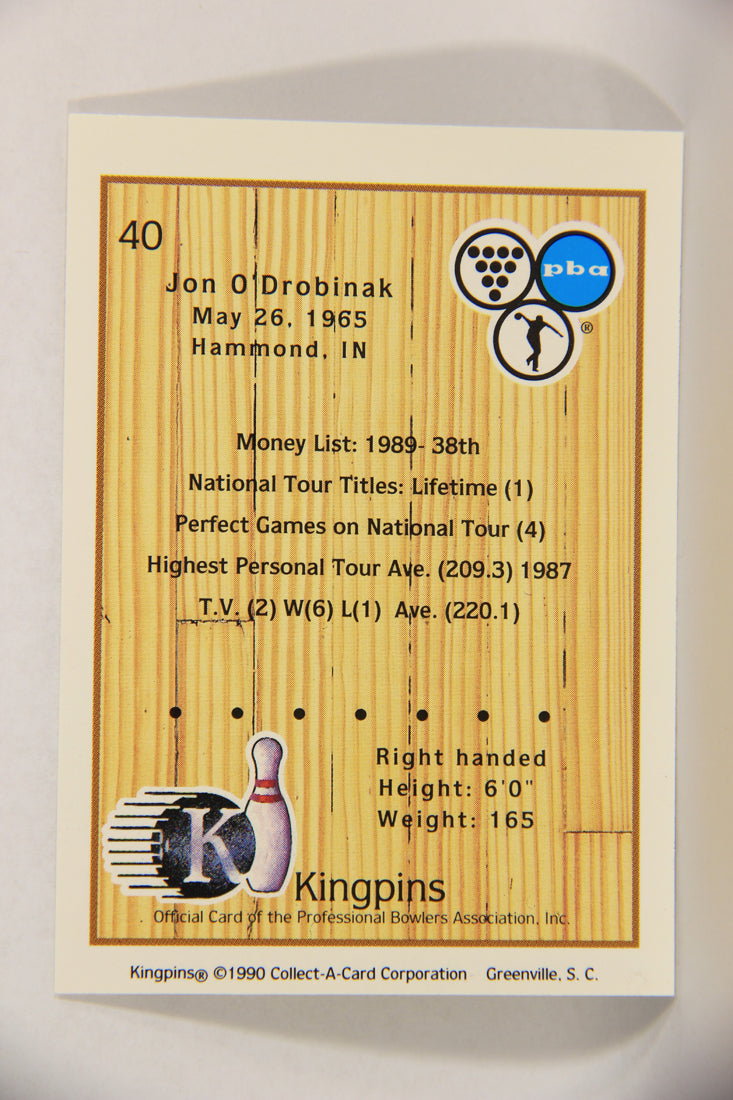 40
pba
®
Jon O'Drobinak
May 26, 1965
Hammond, IN
Money List: 1989- 38th
National Tour Titles: Lifetime (1)
Perfect Games on National Tour (4)
Highest Personal Tour Ave. (209.3) 1987
T.V. (2) W(6) L(1) Ave. (220.1)
Right handed
Height: 6'0"
Weight: 165
K
Kingpins
Official Card of the Professional Bowlers Association, Inc.
Kingpins® ©1990 Collect-A-Card Corporation Greenville, S. C.